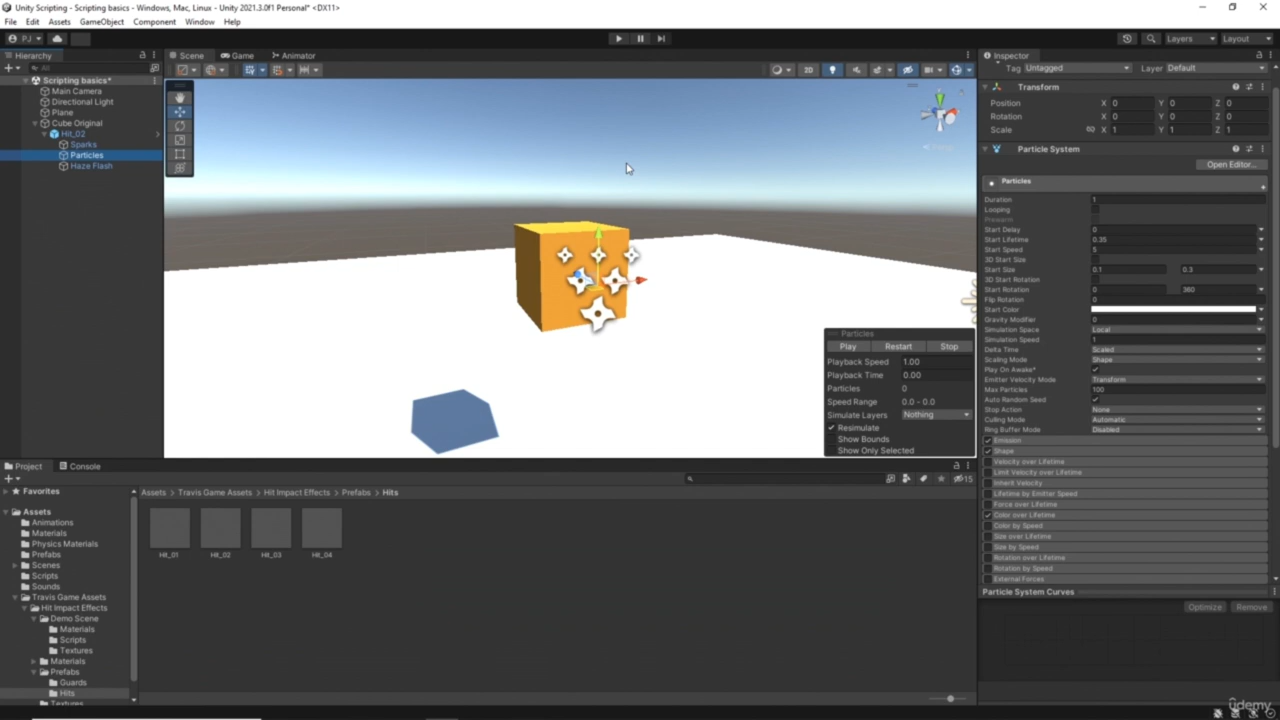 Unity Scripting - Scripting basics - Windows, Mac, Linux - Unity 2021.3.0f1 Personal* <DX11>
File Edit Assets GameObject Component Window Help
PJ Layers Layout
Hierarchy
All
Scripting basics*
Main Camera
Directional Light
Plane
Cube Original
Hit_02
Sparks
Particles
Haze Flash
Scene Game Animator
2D
Particles
Play Restart Stop
Playback Speed 1.00
Playback Time 0.00
Particles 0
Speed Range 0.0 - 0.0
Simulate Layers Nothing
Resimulate
Show Bounds
Show Only Selected
Inspector
Tag Untagged Layer Default
Transform
Position X 0 Y 0 Z 0
Rotation X 0 Y 0 Z 0
Scale X 1 Y 1 Z 1
Particle System
Open Editor...
Particles
Duration 1
Looping
Prewarm
Start Delay 0
Start Lifetime 0.35
Start Speed 5
3D Start Size
Start Size 0.1 0.3
3D Start Rotation
Start Rotation 0 360
Flip Rotation 0
Start Color
Gravity Modifier 0
Simulation Space Local
Simulation Speed 1
Delta Time Scaled
Scaling Mode Shape
Play On Awake*
Emitter Velocity Mode Transform
Max Particles 100
Auto Random Seed
Stop Action None
Culling Mode Automatic
Ring Buffer Mode Disabled
Emission
Shape
Velocity over Lifetime
Limit Velocity over Lifetime
Inherit Velocity
Lifetime by Emitter Speed
Force over Lifetime
Color over Lifetime
Color by Speed
Size over Lifetime
Size by Speed
Rotation over Lifetime
Rotation by Speed
External Forces
Particle System Curves
Optimize Remove
Project Console
15
Favorites
Assets
Animations
Materials
Physics Materials
Prefabs
Scenes
Scripts
Sounds
Travis Game Assets
Hit Impact Effects
Demo Scene
Materials
Scripts
Textures
Materials
Prefabs
Guards
Hits
Textures
Assets > Travis Game Assets > Hit Impact Effects > Prefabs > Hits
Hit_01 Hit_02 Hit_03 Hit_04
udemy